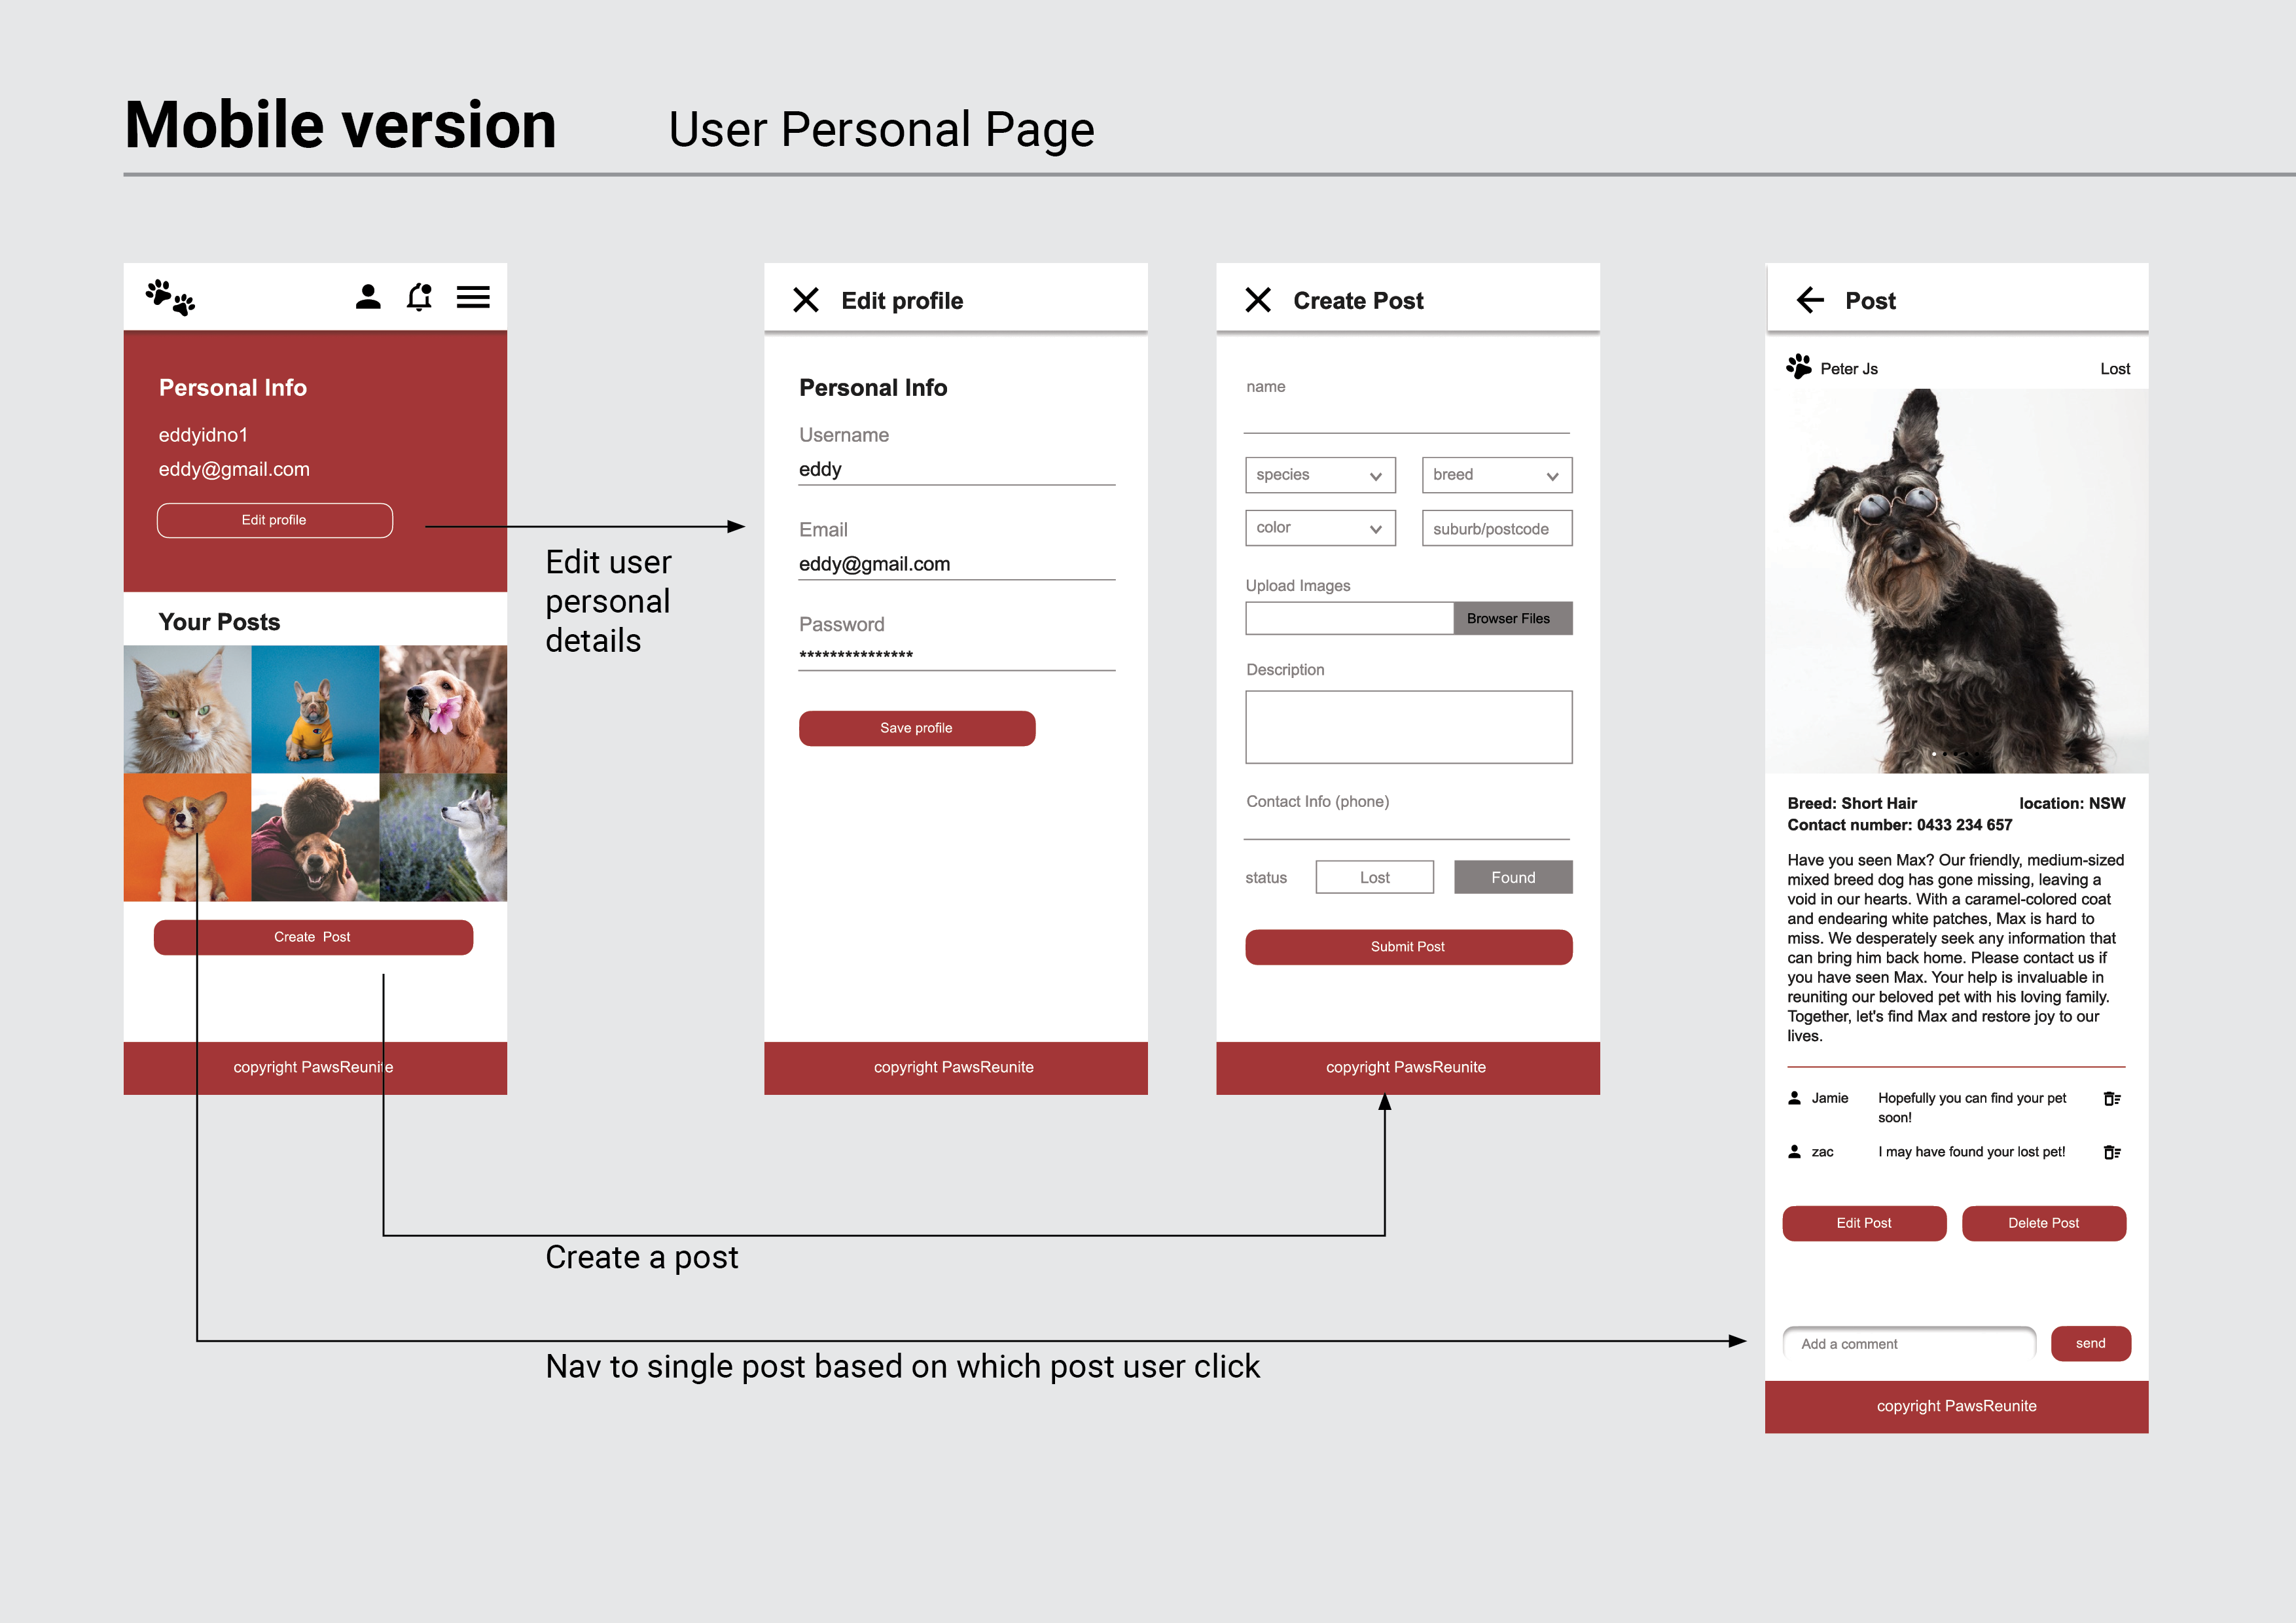 Mobile version
User Personal Page
Personal Info
eddyidno1
eddy@gmail.com
Edit profile
Your Posts
Create Post
copyright PawsReunite
Edit user
personal
details
Edit profile
Personal Info
Username
eddy
Email
eddy@gmail.com
Password
***************
Save profile
copyright PawsReunite
Create Post
name
species
breed
color
suburb/postcode
Upload Images
Browser Files
Description
Contact Info (phone)
status
Lost
Found
Submit Post
copyright PawsReunite
Create a post
Nav to single post based on which post user click
Post
Peter Js
Lost
Breed: Short Hair
location: NSW
Contact number: 0433 234 657
Have you seen Max? Our friendly, medium-sized
mixed breed dog has gone missing, leaving a
void in our hearts. With a caramel-colored coat
and endearing white patches, Max is hard to
miss. We desperately seek any information that
can bring him back home. Please contact us if
you have seen Max. Your help is invaluable in
reuniting our beloved pet with his loving family.
Together, let's find Max and restore joy to our
lives.
Jamie
Hopefully you can find your pet
soon!
zac
I may have found your lost pet!
Edit Post
Delete Post
Add a comment
send
copyright PawsReunite